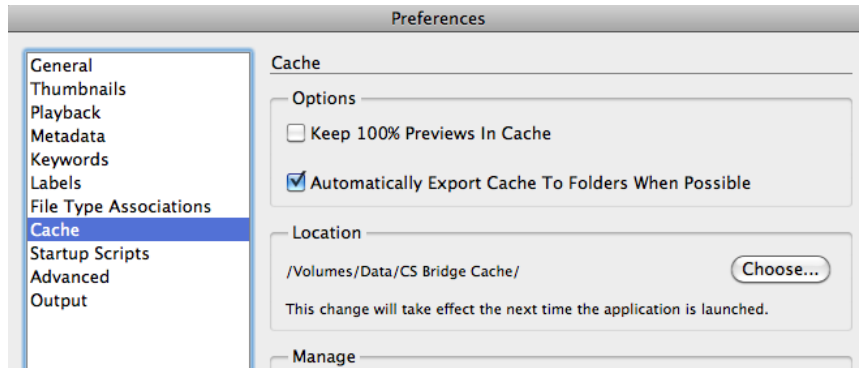 Preferences
General
Thumbnails
Playback
Metadata
Keywords
Labels
File Type Associations
Cache
Startup Scripts
Advanced
Output
Cache
Options
Keep 100% Previews In Cache
Automatically Export Cache To Folders When Possible
Location
/Volumes/Data/CS Bridge Cache/
Choose...
This change will take effect the next time the application is launched.
Manage